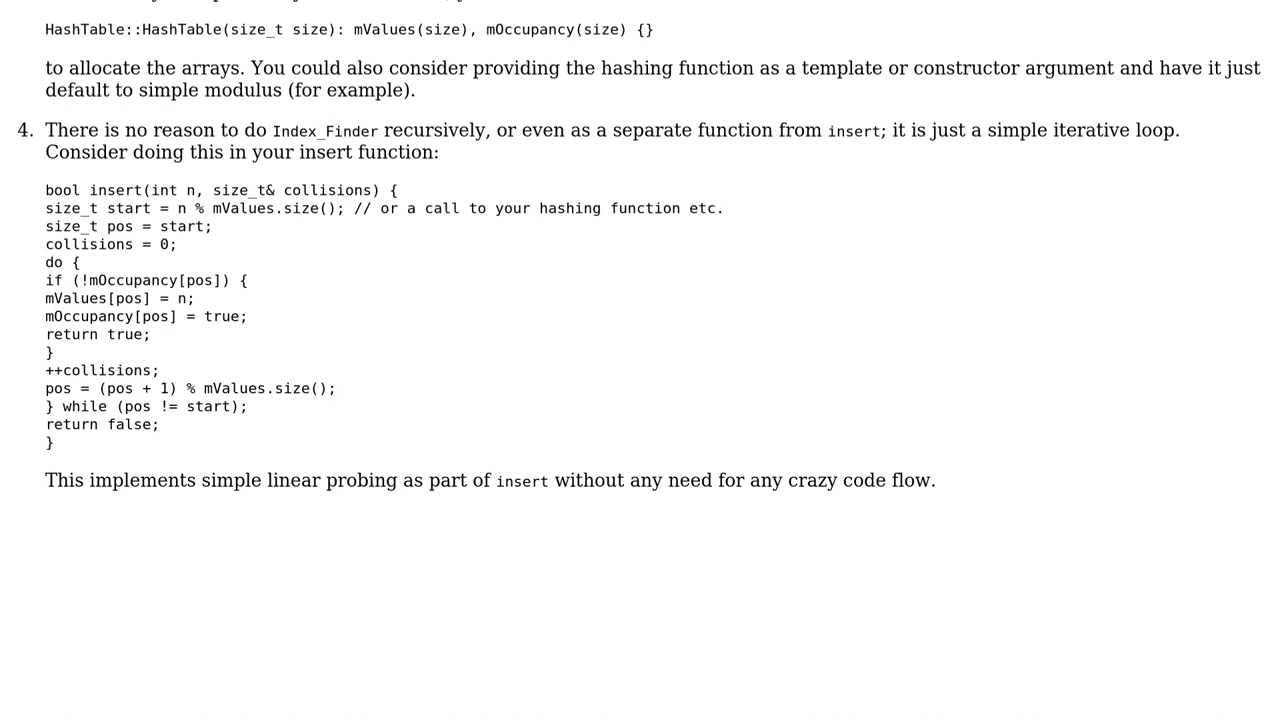 HashTable::HashTable(size_t size): mValues(size), mOccupancy(size) {}
to allocate the arrays. You could also consider providing the hashing function as a template or constructor argument and have it just
default to simple modulus (for example).
4. There is no reason to do Index_Finder recursively, or even as a separate function from insert; it is just a simple iterative loop.
Consider doing this in your insert function:
bool insert(int n, size_t& collisions) {
size_t start = n % mValues.size(); // or a call to your hashing function etc.
size_t pos = start;
collisions = 0;
do {
if (!mOccupancy[pos]) {
mValues[pos] = n;
mOccupancy[pos] = true;
return true;
}
++collisions;
pos = (pos + 1) % mValues.size();
} while (pos != start);
return false;
}
This implements simple linear probing as part of insert without any need for any crazy code flow.